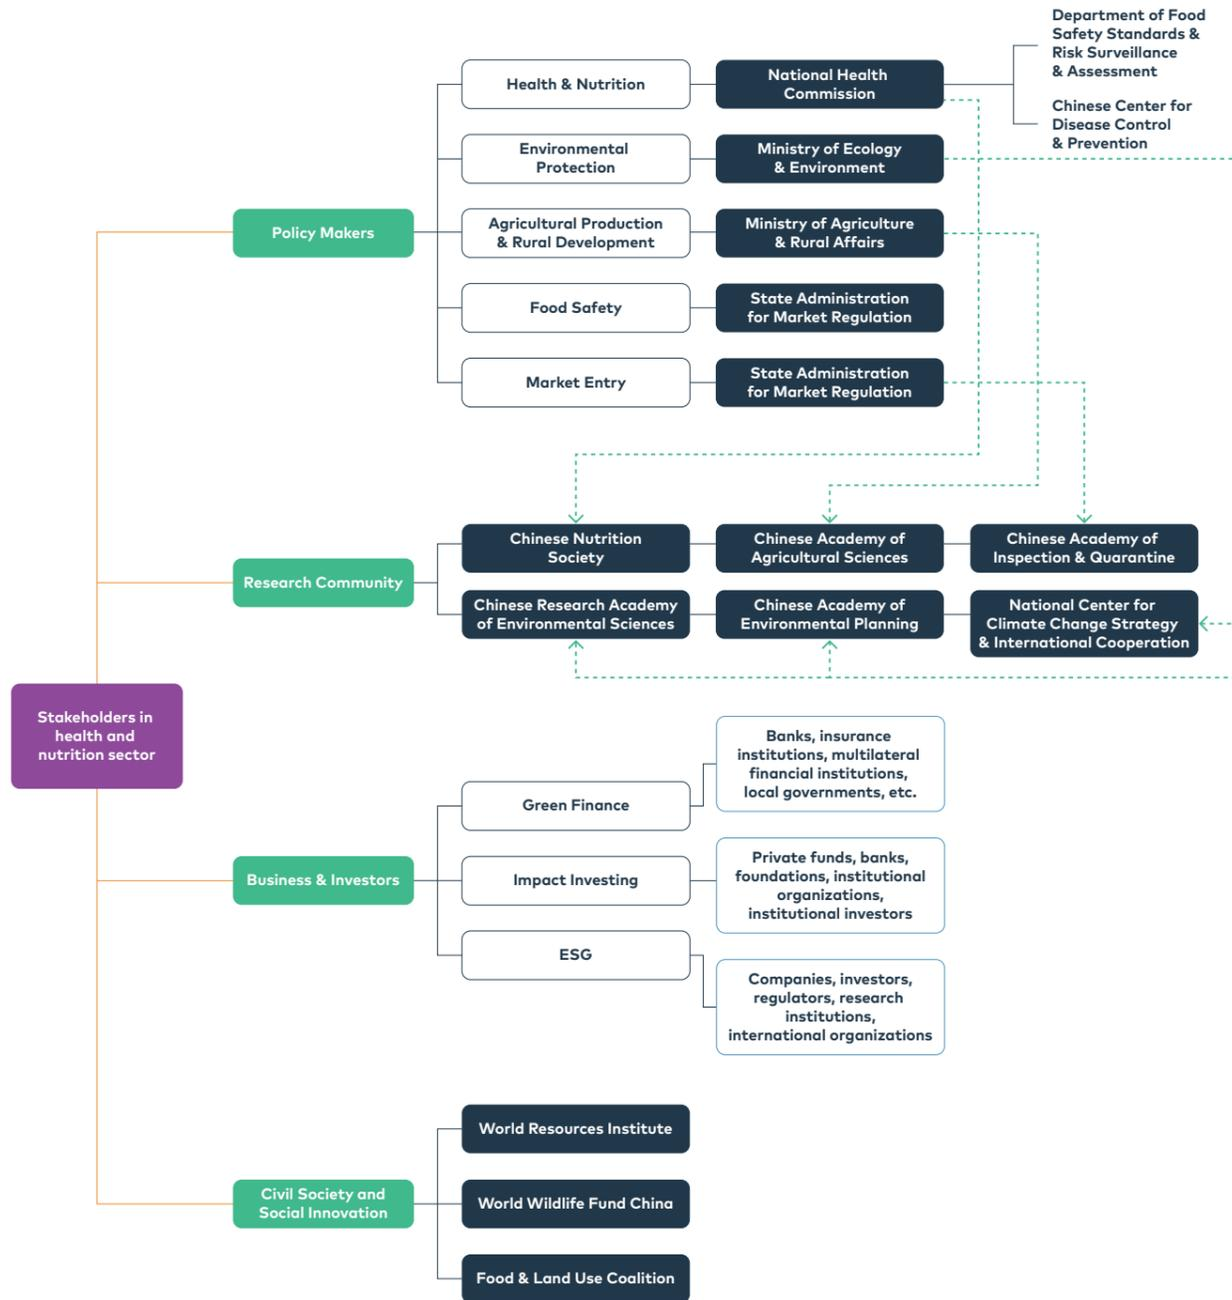 Department of Food
Safety Standards &
Risk Surveillance
& Assessment
Health & Nutrition
National Health
Commission
Chinese Center for
Disease Control
& Prevention
Environmental
Protection
Ministry of Ecology
& Environment
Policy Makers
Agricultural Production
& Rural Development
Ministry of Agriculture
& Rural Affairs
Food Safety
State Administration
for Market Regulation
Market Entry
State Administration
for Market Regulation
Research Community
Chinese Nutrition
Society
Chinese Academy of
Agricultural Sciences
Chinese Academy of
Inspection & Quarantine
Chinese Research Academy
of Environmental Sciences
Chinese Academy of
Environmental Planning
National Center for
Climate Change Strategy
& International Cooperation
Stakeholders in
health and
nutrition sector
Business & Investors
Green Finance
Banks, insurance
institutions, multilateral
financial institutions,
local governments, etc.
Impact Investing
Private funds, banks,
foundations, institutional
organizations,
institutional investors
ESG
Companies, investors,
regulators, research
institutions,
international organizations
Civil Society and
Social Innovation
World Resources Institute
World Wildlife Fund China
Food & Land Use Coalition